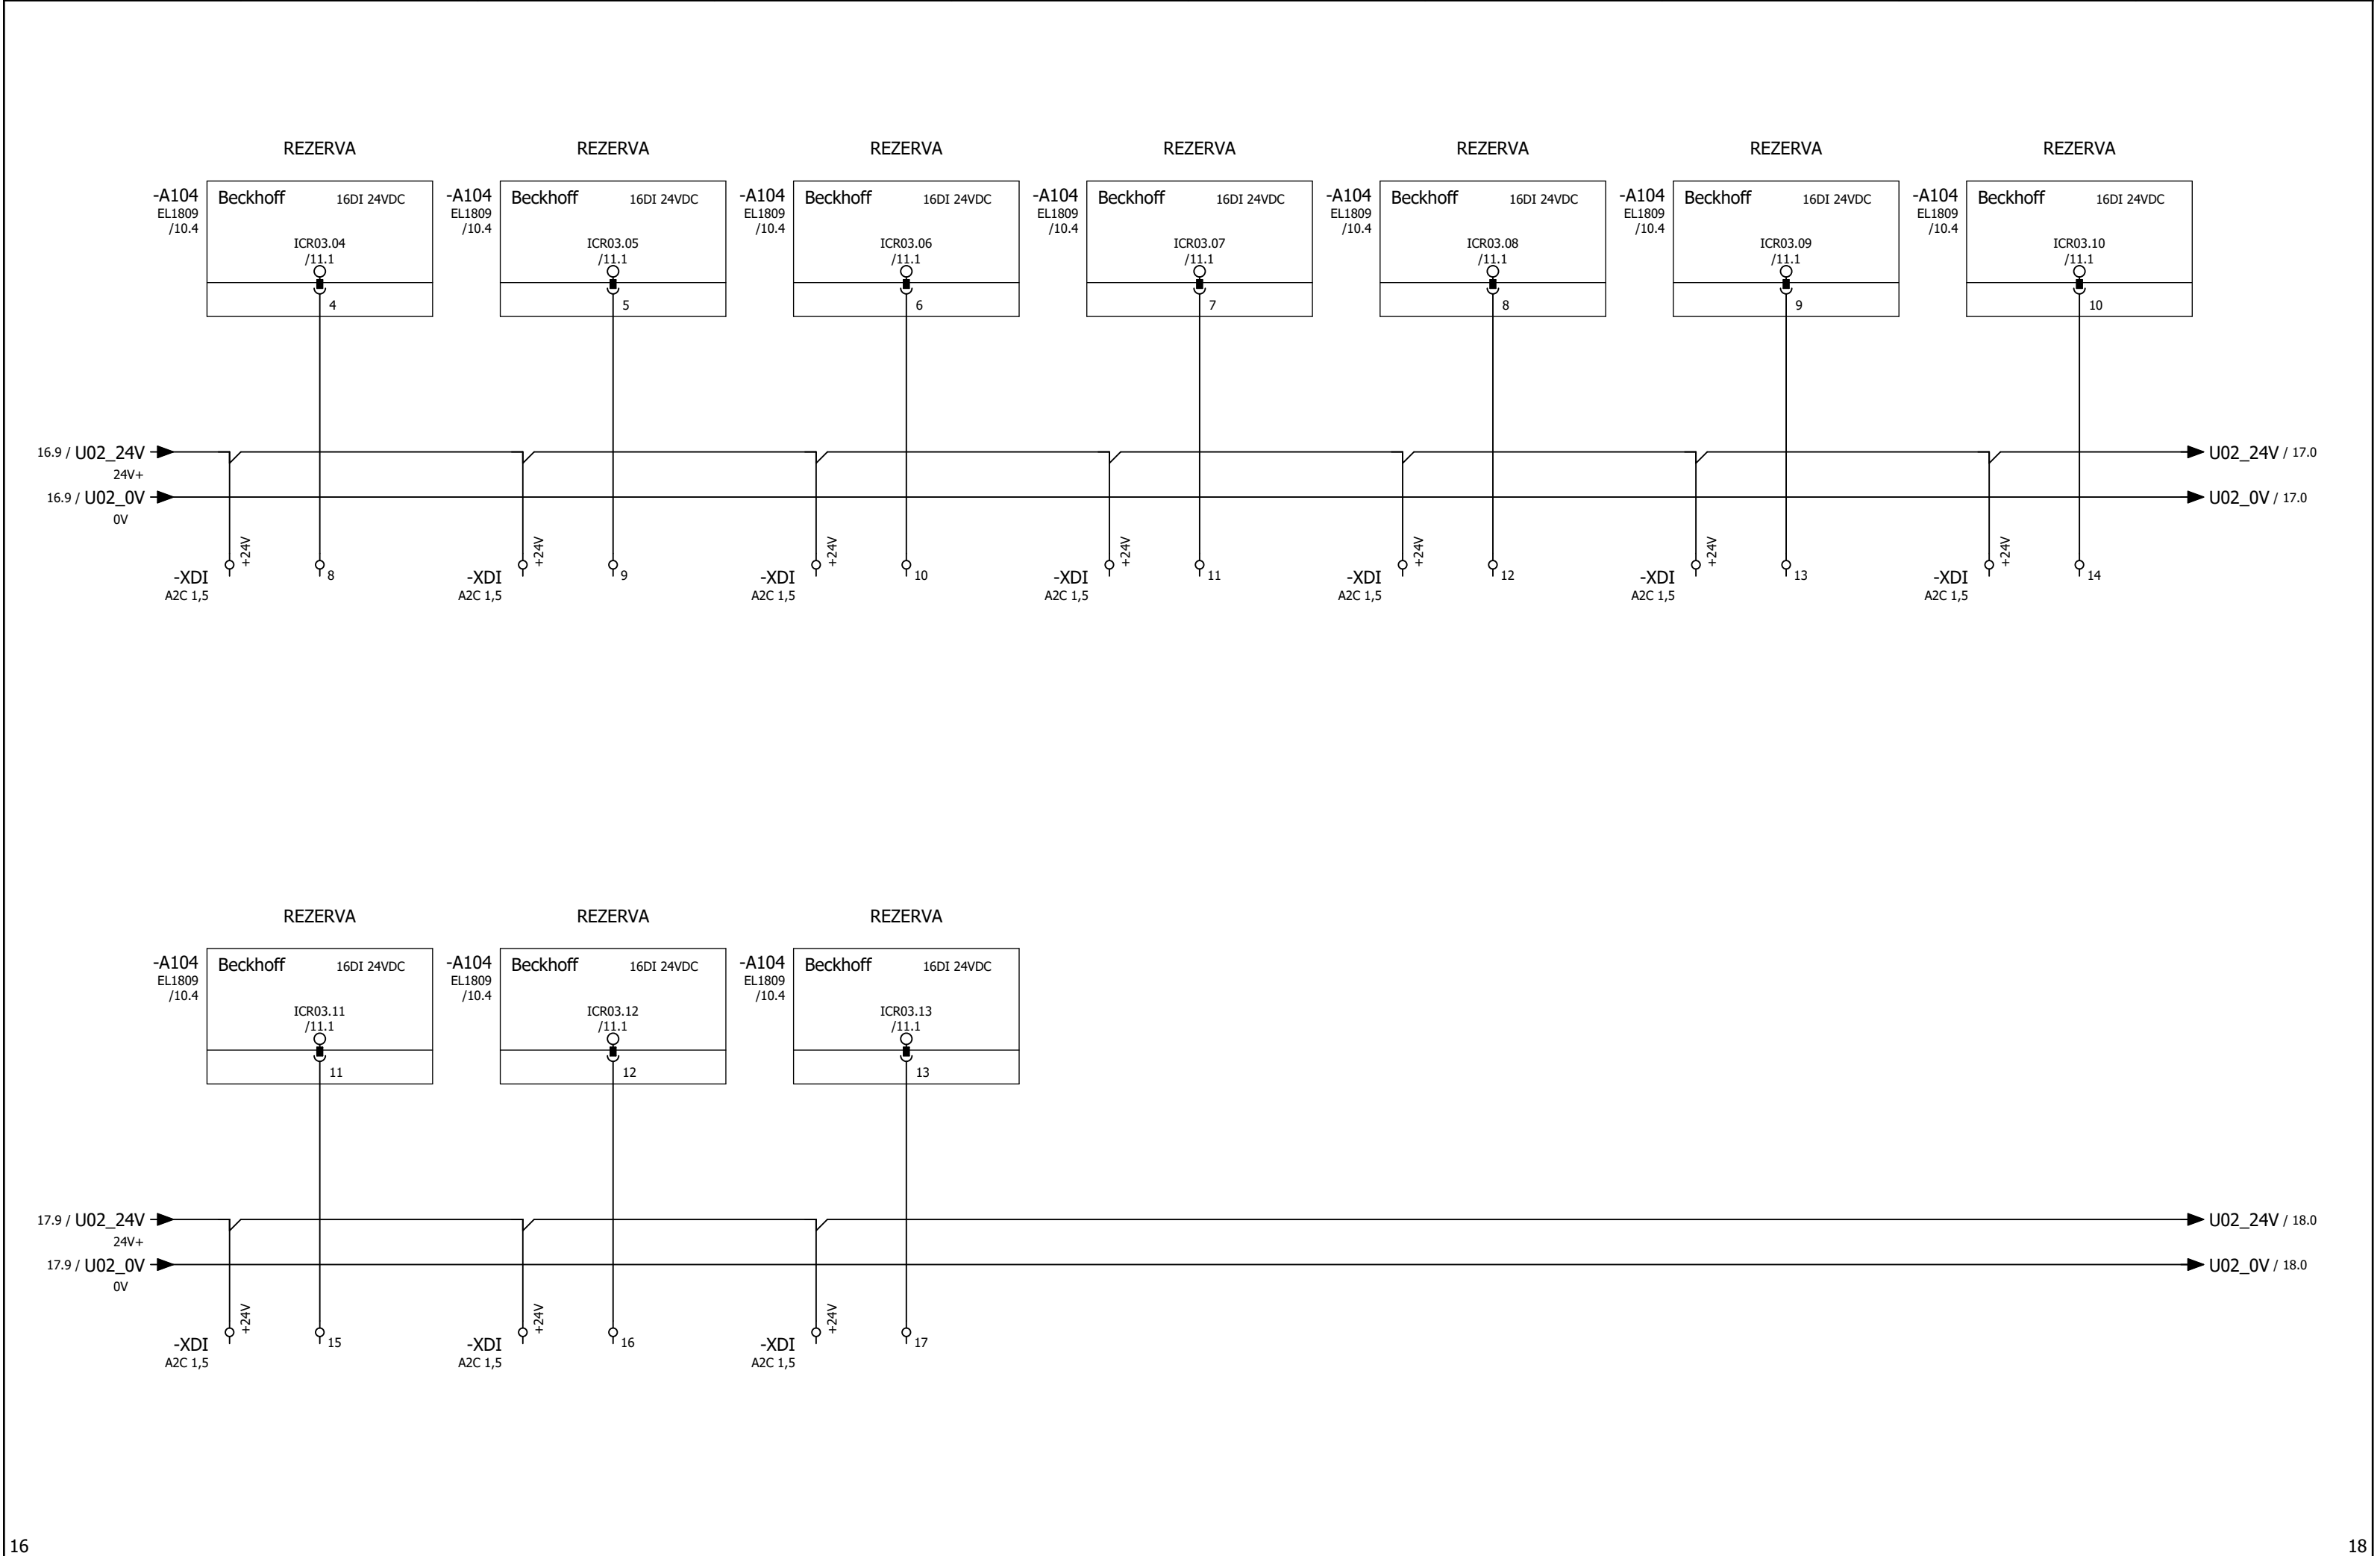 REZERVA REZERVA REZERVA REZERVA REZERVA REZERVA REZERVA
-A104 Beckhoff 16DI 24VDC -A104 Beckhoff 16DI 24VDC -A104 Beckhoff 16DI 24VDC -A104 Beckhoff 16DI 24VDC -A104 Beckhoff 16DI 24VDC -A104 Beckhoff 16DI 24VDC -A104 Beckhoff 16DI 24VDC
EL1809 EL1809 EL1809 EL1809 EL1809 EL1809 EL1809
/10.4 /10.4 /10.4 /10.4 /10.4 /10.4 /10.4
ICR03.04 ICR03.05 ICR03.06 ICR03.07 ICR03.08 ICR03.09 ICR03.10
/11.1 /11.1 /11.1 /11.1 /11.1 /11.1 /11.1
4 5 6 7 8 9 10
16.9 / U02_24V U02_24V / 17.0
24V+
16.9 / U02_0V U02_0V / 17.0
0V
+24V +24V +24V +24V +24V +24V +24V
-XDI 8 -XDI 9 -XDI 10 -XDI 11 -XDI 12 -XDI 13 -XDI 14
A2C 1,5 A2C 1,5 A2C 1,5 A2C 1,5 A2C 1,5 A2C 1,5 A2C 1,5
REZERVA REZERVA REZERVA
-A104 Beckhoff 16DI 24VDC -A104 Beckhoff 16DI 24VDC -A104 Beckhoff 16DI 24VDC
EL1809 EL1809 EL1809
/10.4 /10.4 /10.4
ICR03.11 ICR03.12 ICR03.13
/11.1 /11.1 /11.1
11 12 13
17.9 / U02_24V U02_24V / 18.0
24V+
17.9 / U02_0V U02_0V / 18.0
0V
+24V +24V +24V
-XDI 15 -XDI 16 -XDI 17
A2C 1,5 A2C 1,5 A2C 1,5
16 18